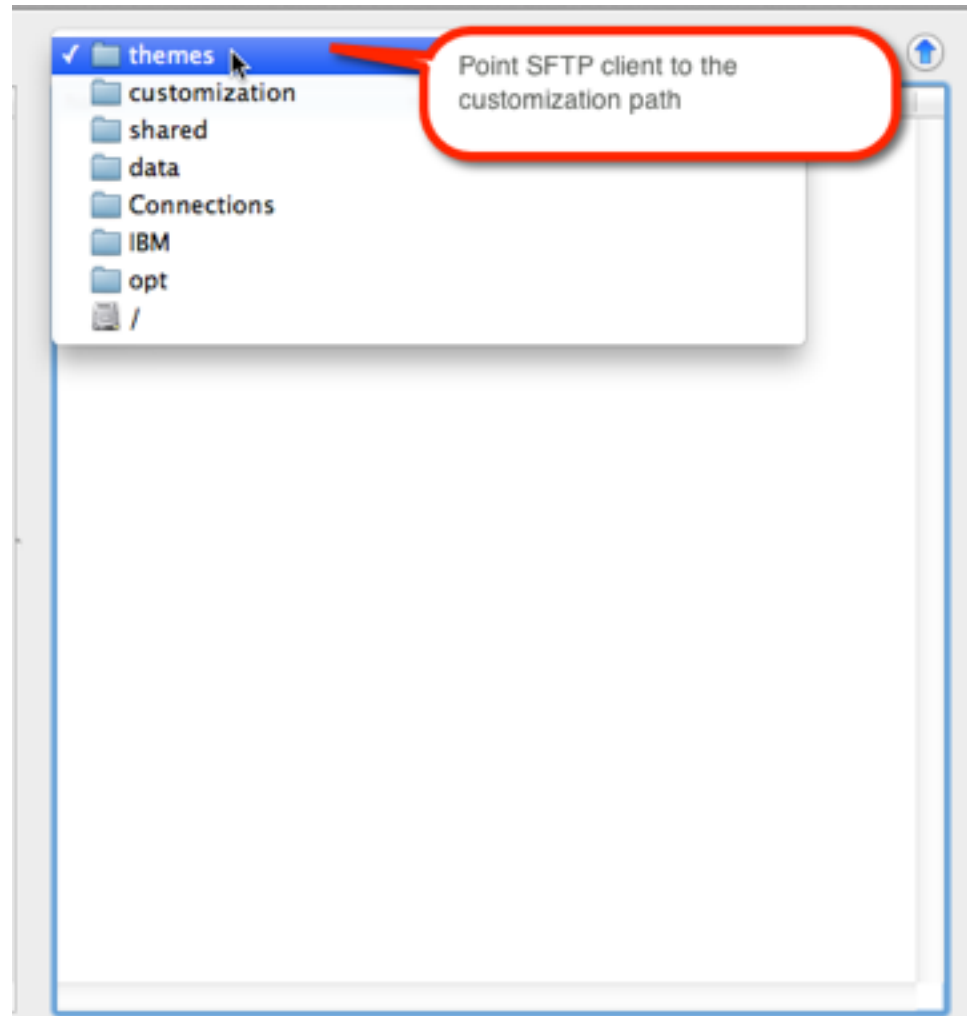 ✓ themes
Point SFTP client to the
customization path
customization
shared
data
Connections
IBM
opt
/